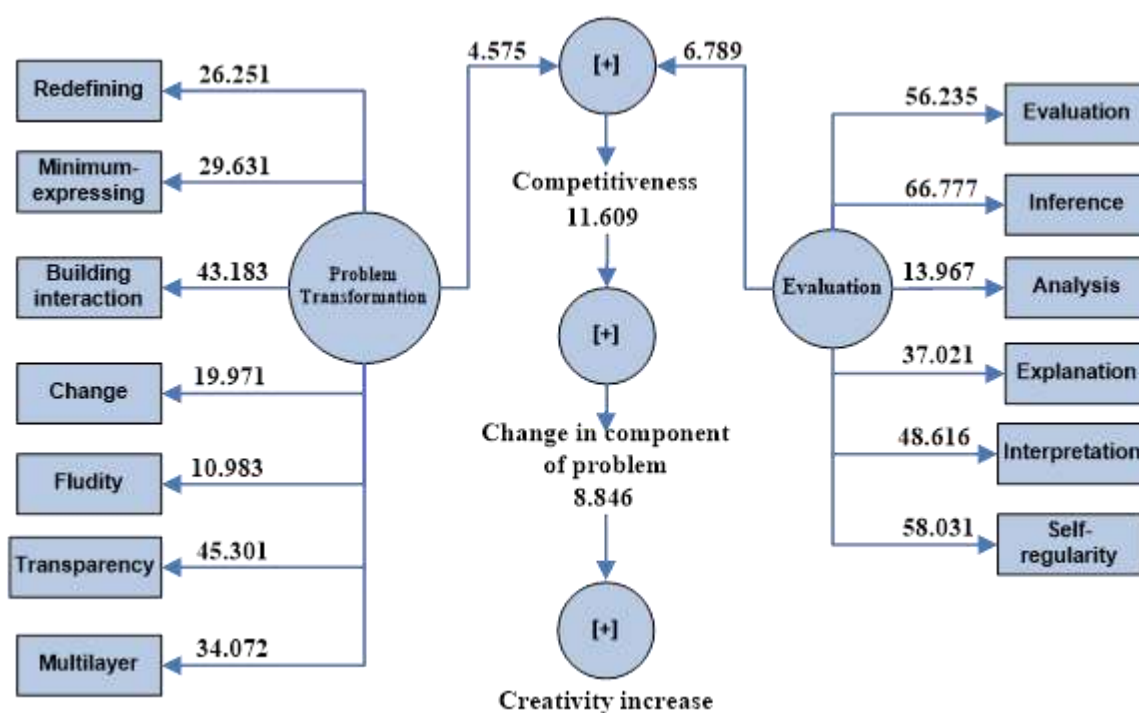 4.575
[+]
6.789
26.251
Redefining
56.235
Evaluation
Minimum-
expressing
29.631
Competitiveness
11.609
66.777
Inference
Building
interaction
43.183
Problem
Transformation
Evaluation
13.967
Analysis
[+]
Change
19.971
37.021
Explanation
Change in component
of problem
8.846
48.616
Interpretation
Fludity
10.983
58.031
Self-
regularity
Transparency
45.301
[+]
Multilayer
34.072
Creativity increase